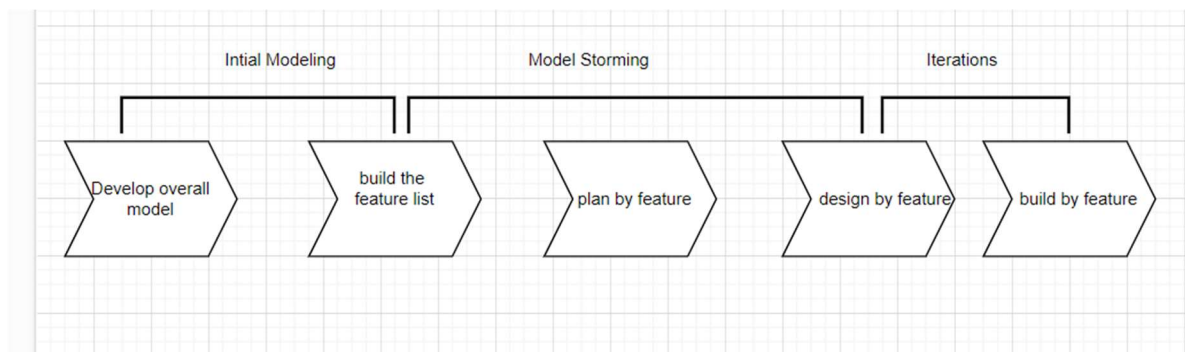 Intial Modeling
Model Storming
Iterations
Develop overall
model
build the
feature list
plan by feature
design by feature
build by feature